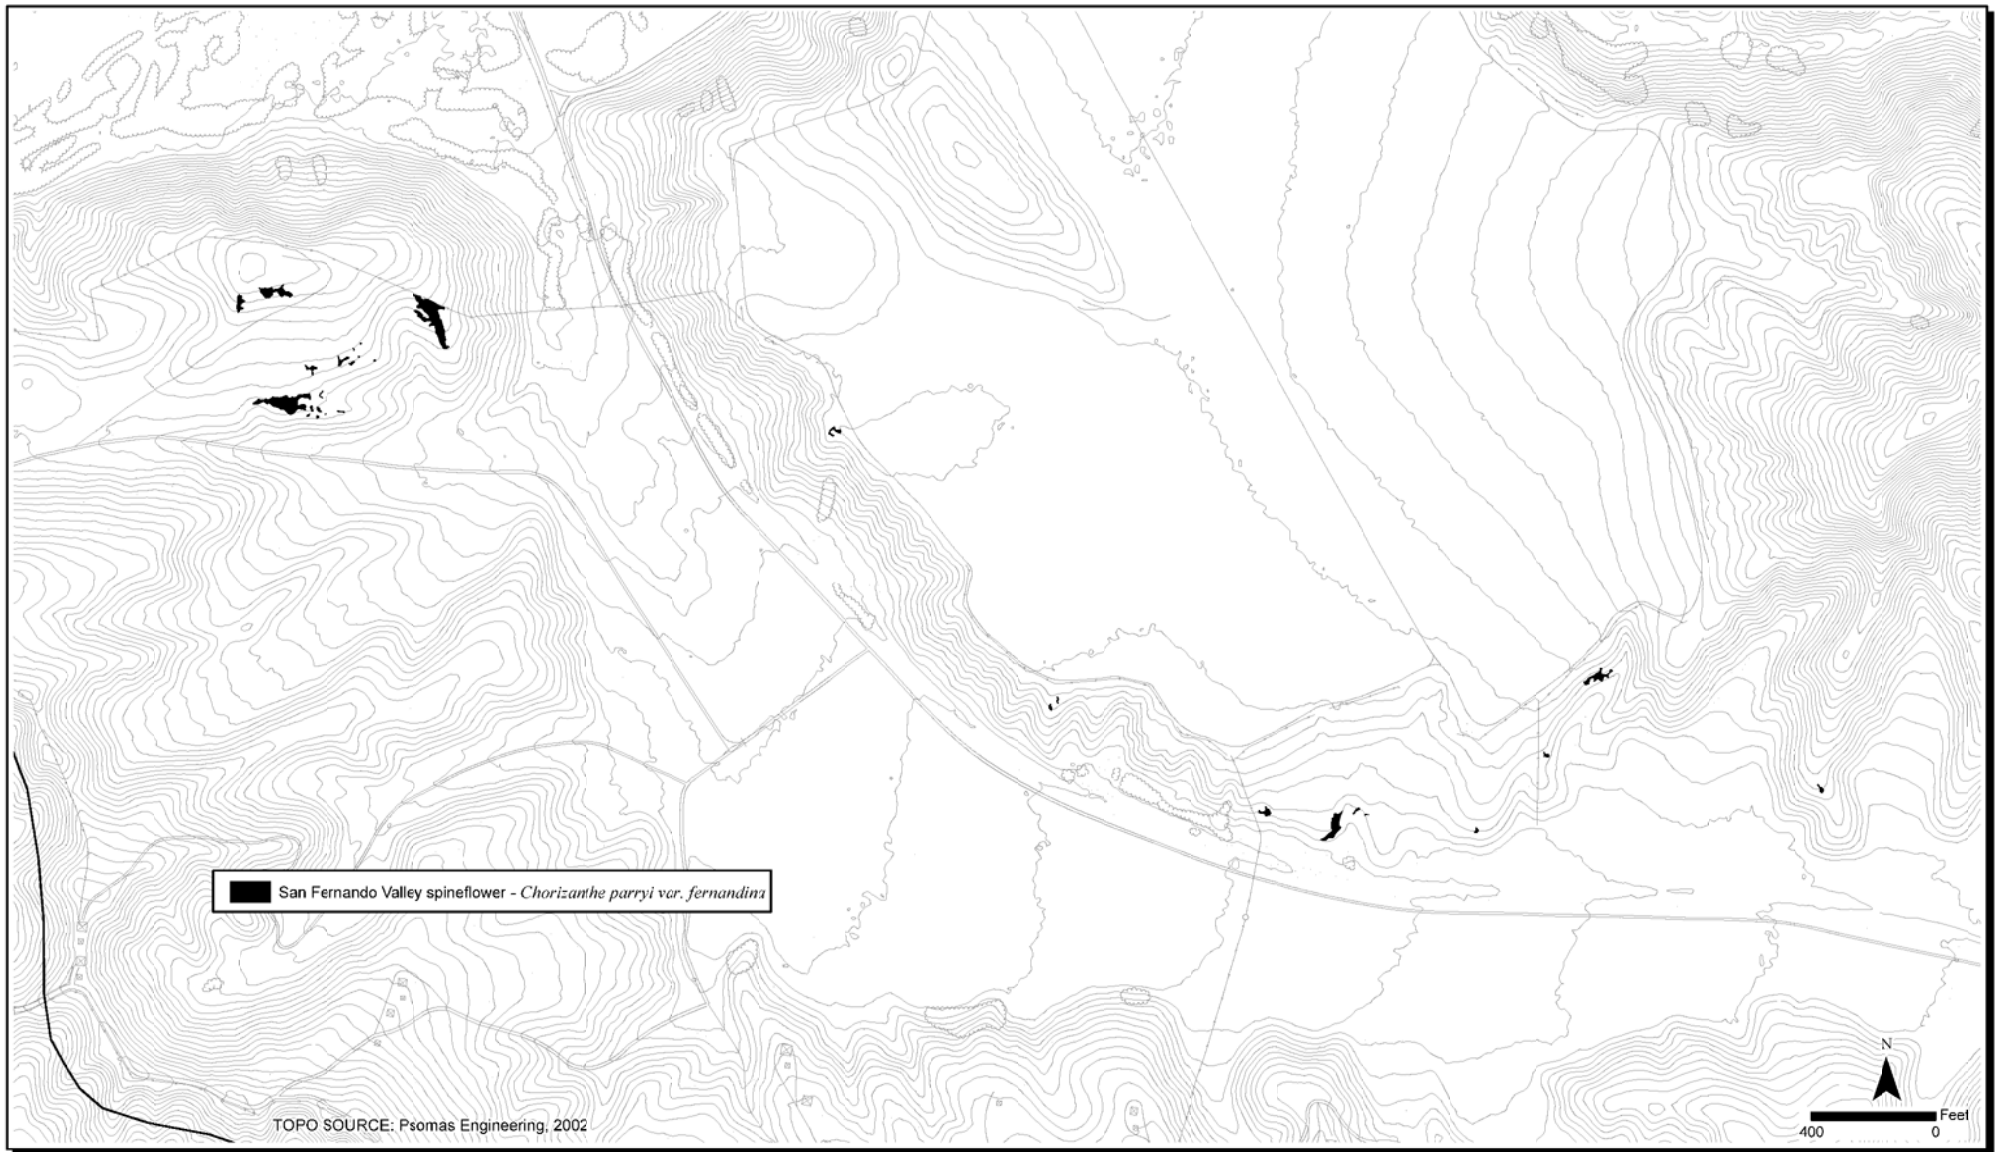 San Fernando Valley spineflower - Chorizanthe parryi var. fernandina
N
Feet
400 0
TOPO SOURCE: Psomas Engineering, 2002